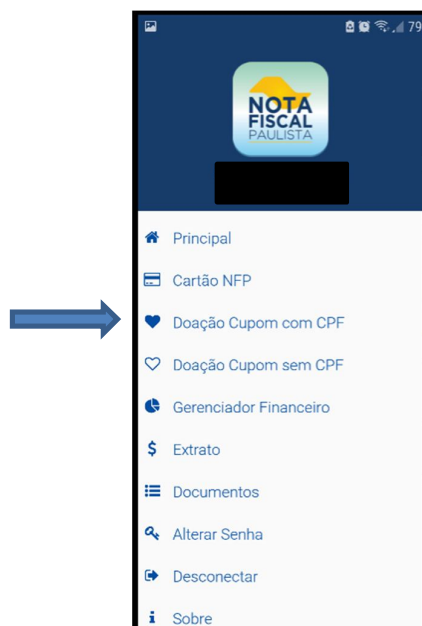 79
NOTA
FISCAL
PAULISTA
Principal
Cartão NFP
Doação Cupom com CPF
Doação Cupom sem CPF
Gerenciador Financeiro
Extrato
Documentos
Alterar Senha
Desconectar
Sobre